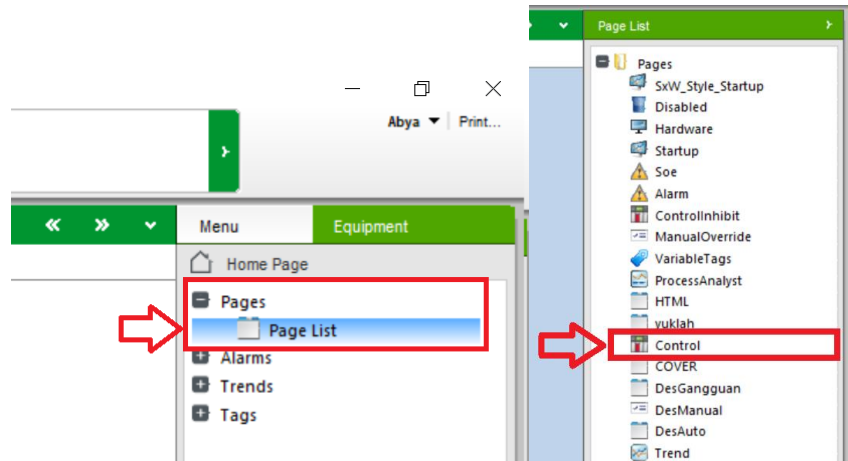 Abya
Print...
Menu
Equipment
Home Page
Pages
Page List
Alarms
Trends
Tags
Page List
Pages
SxW_Style_Startup
Disabled
Hardware
Startup
Soe
Alarm
ControlInhibit
ManualOverride
VariableTags
ProcessAnalyst
HTML
yuklah
Control
COVER
DesGangguan
DesManual
DesAuto
Trend